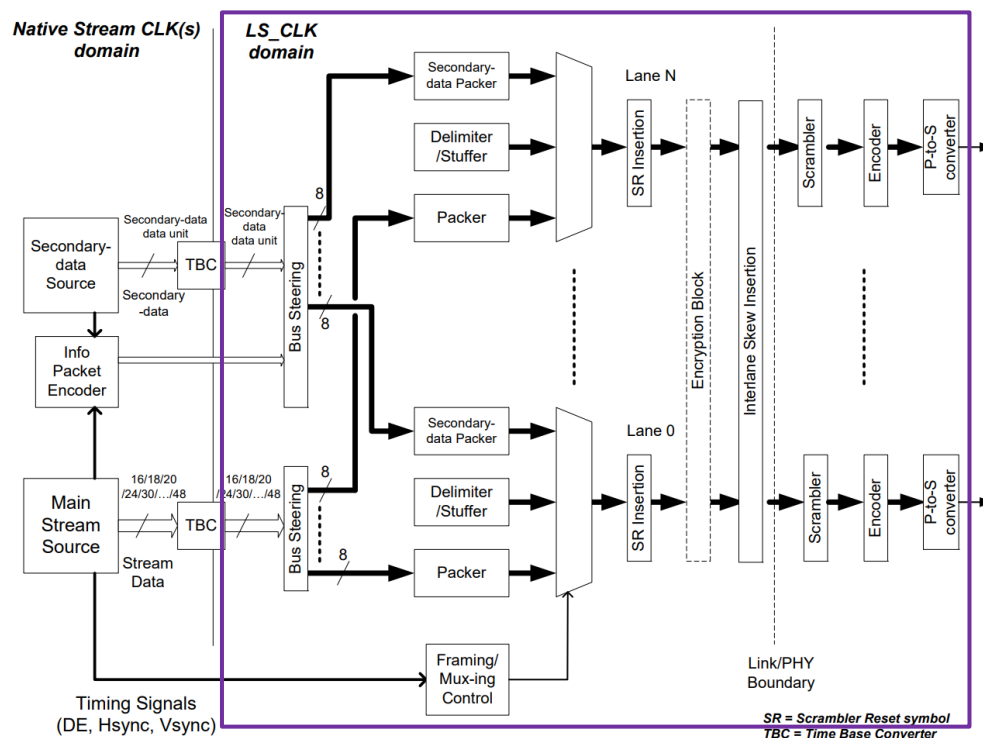 Native Stream CLK(s)
domain
LS_CLK
domain
Secondary-
data Packer
Lane N
Delimiter
/Stuffer
SR Insertion
Scrambler
Encoder
P-to-S
converter
8
Packer
Secondary-data
data unit
Secondary-
data
data unit
Secondary-
data
Source
TBC
Secondary
-data
Bus Steering
8
Encryption Block
Interlane Skew Insertion
Info
Packet
Encoder
Secondary-
data Packer
Lane 0
16/18/20
/24/30/…/48
16/18/20
/24/30/…/48
8
Main
Stream
Source
TBC
Bus Steering
Delimiter
/Stuffer
SR Insertion
Scrambler
Encoder
P-to-S
converter
Stream
Data
8
Packer
Framing/
Mux-ing
Control
Link/PHY
Boundary
Timing Signals
(DE, Hsync, Vsync)
SR = Scrambler Reset symbol
TBC = Time Base Converter